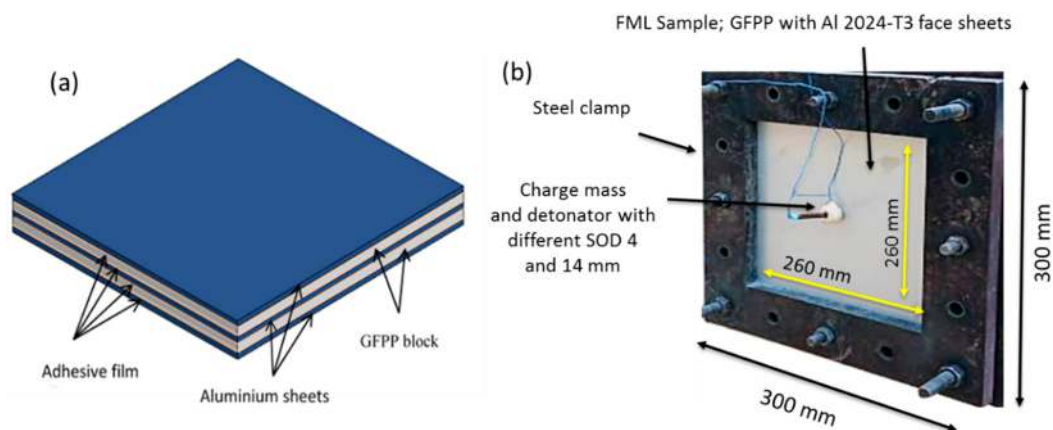 (a)
Adhesive film
Aluminium sheets
GFPP block
(b)
FML Sample; GFPP with Al 2024-T3 face sheets
Steel clamp
Charge mass
and detonator with
different SOD 4
and 14 mm
260 mm
260 mm
300 mm
300 mm